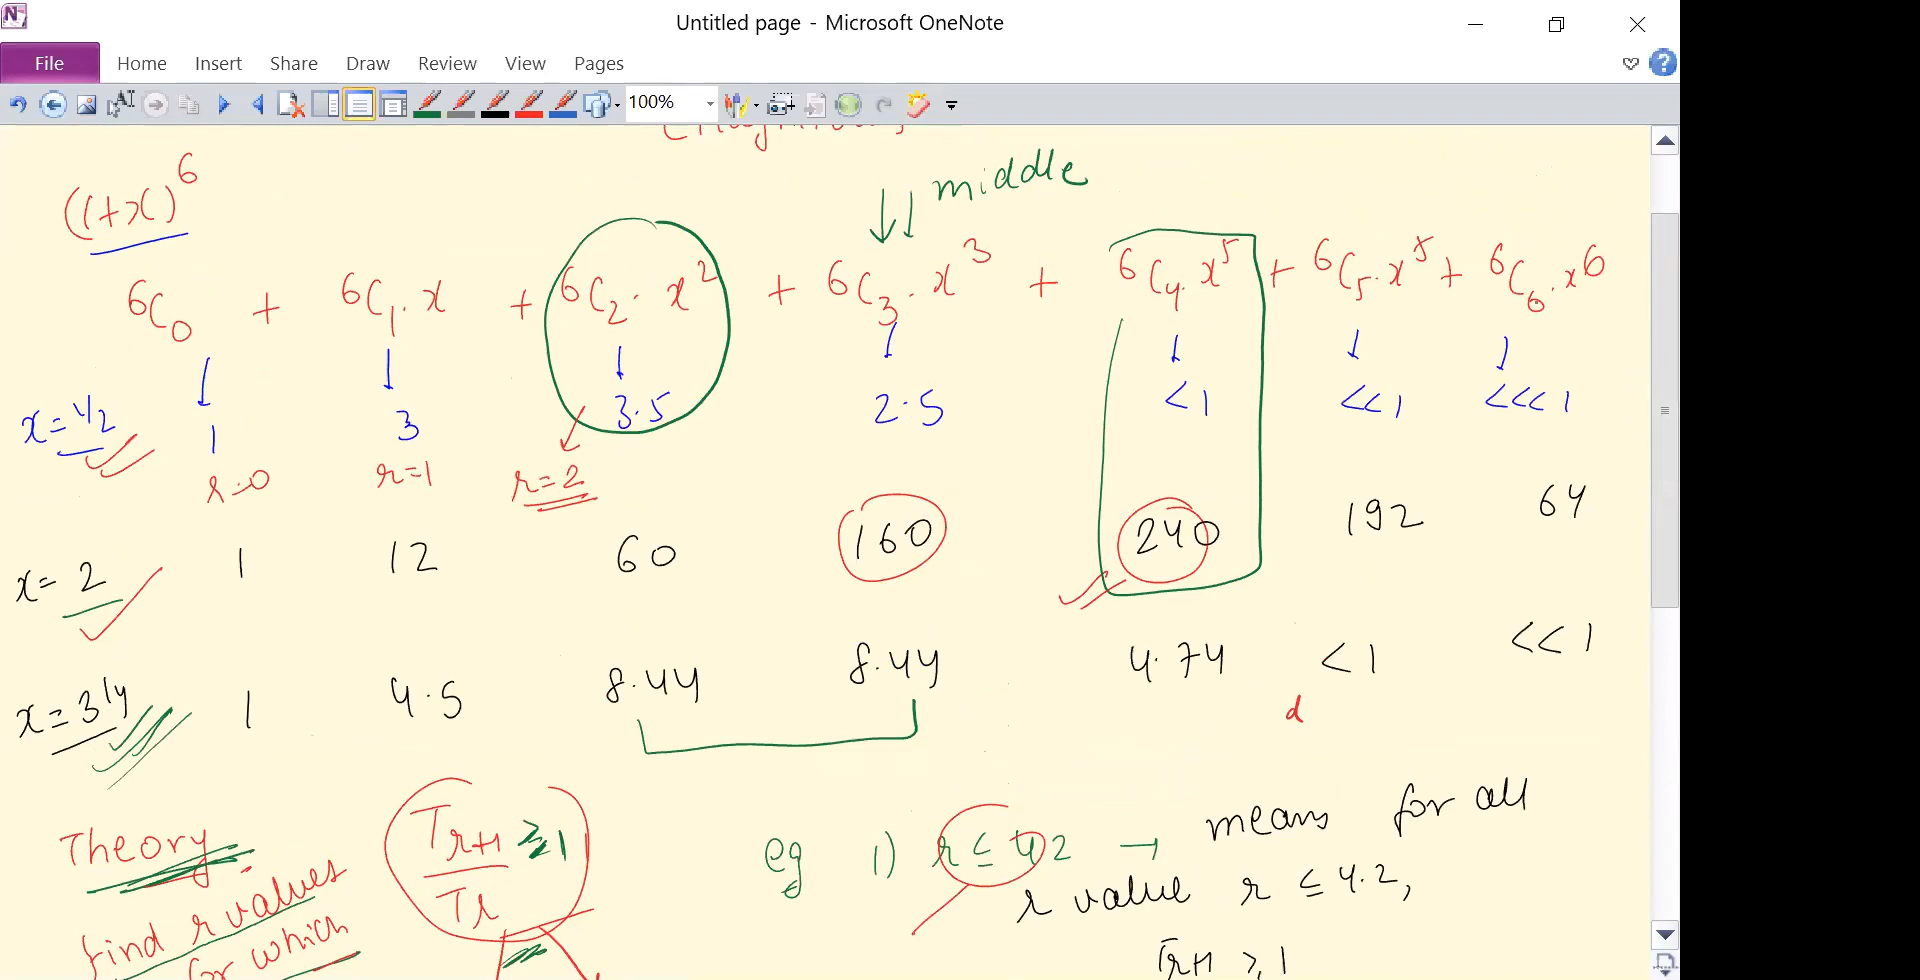 Untitled page - Microsoft OneNote
File Home Insert Share Draw Review View Pages
100%
(1+x)^6
middle
6C0 + 6C1.x + 6C2.x^2 + 6C3.x^3 + 6C4.x^5 + 6C5.x^5 + 6C6.x^6
x=1/2 1 3 3.5 2.5 <1 <<1 <<<1
r=0 r=1 r=2
x=2 1 12 60 160 240 192 64
x=3/4 1 4.5 8.44 8.44 4.74 <1 <<1
d
Theory
find r values
for which
Tr+1/Tr ≥1
eg 1) r≤4.2 → means for all
r value r ≤4.2,
Tr+1 ≥1